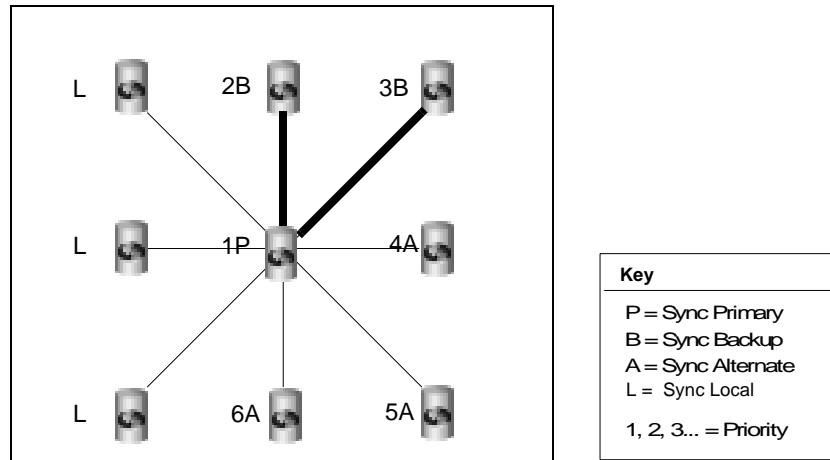 L 2B 3B
L 1P 4A
L 6A 5A
Key
P = Sync Primary
B = Sync Backup
A = Sync Alternate
L = Sync Local
1, 2, 3... = Priority